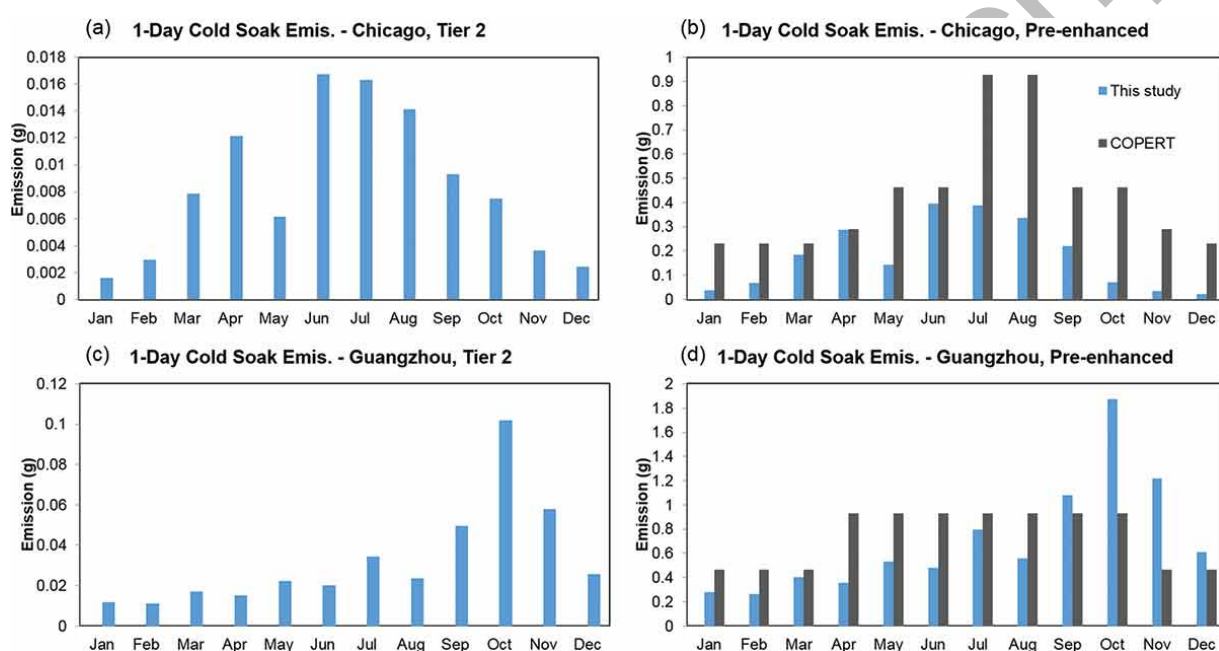 (a) 1-Day Cold Soak Emis. - Chicago, Tier 2
Emission (g)
0.018
0.016
0.014
0.012
0.01
0.008
0.006
0.004
0.002
0
Jan Feb Mar Apr May Jun Jul Aug Sep Oct Nov Dec
(b) 1-Day Cold Soak Emis. - Chicago, Pre-enhanced
Emission (g)
1
0.9
0.8
0.7
0.6
0.5
0.4
0.3
0.2
0.1
0
This study
COPERT
Jan Feb Mar Apr May Jun Jul Aug Sep Oct Nov Dec
(c) 1-Day Cold Soak Emis. - Guangzhou, Tier 2
Emission (g)
0.12
0.1
0.08
0.06
0.04
0.02
0
Jan Feb Mar Apr May Jun Jul Aug Sep Oct Nov Dec
(d) 1-Day Cold Soak Emis. - Guangzhou, Pre-enhanced
Emission (g)
2
1.8
1.6
1.4
1.2
1
0.8
0.6
0.4
0.2
0
Jan Feb Mar Apr May Jun Jul Aug Sep Oct Nov Dec